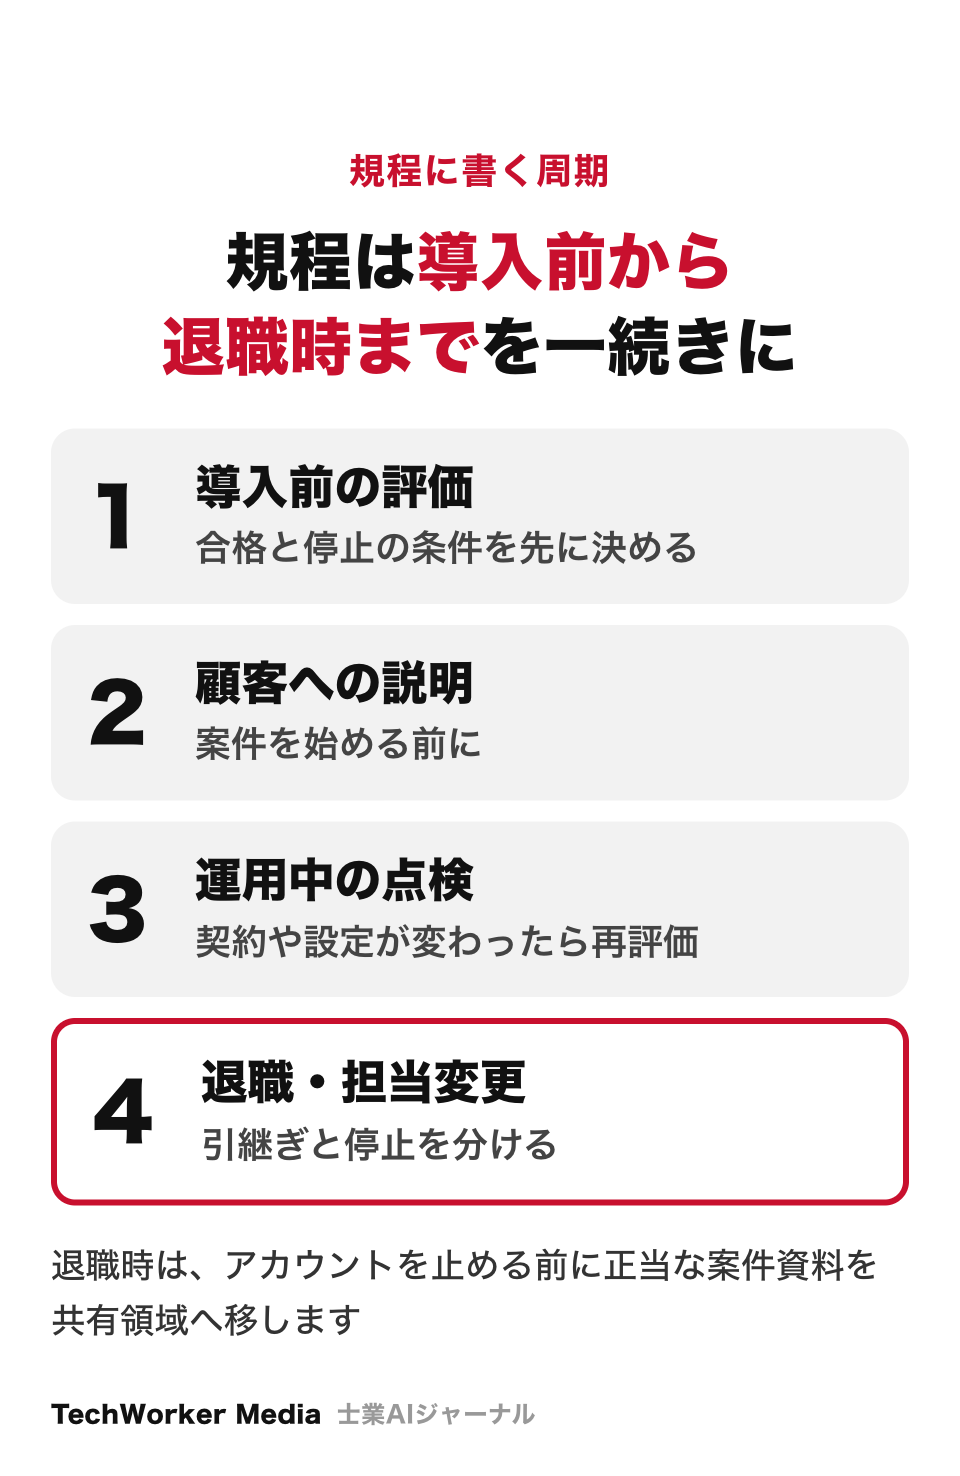 規程に書く周期
規程は導入前から
退職時までを一続きに
1
導入前の評価
合格と停止の条件を先に決める
2
顧客への説明
案件を始める前に
3
運用中の点検
契約や設定が変わったら再評価
4
退職・担当変更
引継ぎと停止を分ける
退職時は、アカウントを止める前に正当な案件資料を
共有領域へ移します
TechWorker Media 士業AIジャーナル